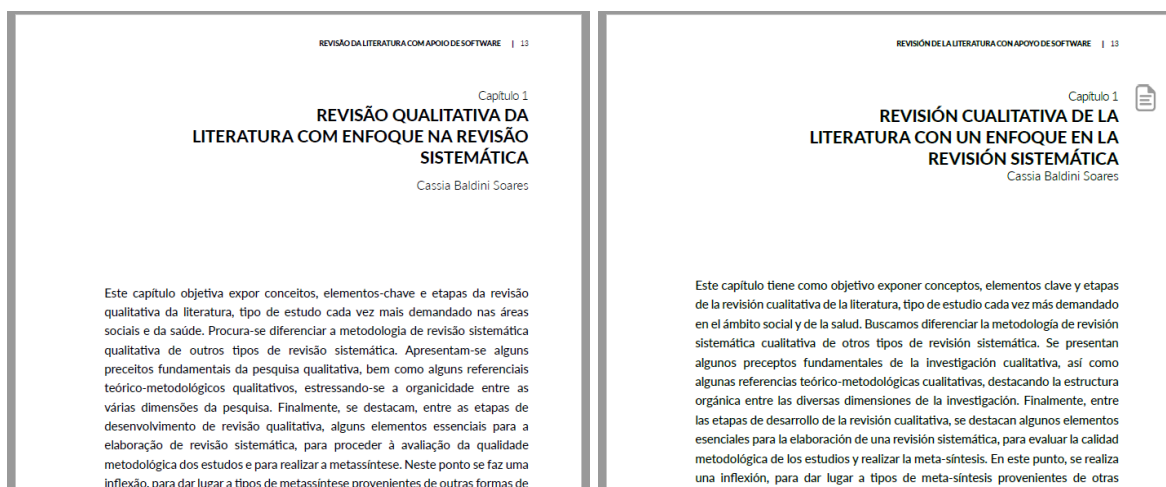 REVISÃO DA LITERATURA COM APOIO DE SOFTWARE | 13
Capítulo 1
REVISÃO QUALITATIVA DA
LITERATURA COM ENFOQUE NA REVISÃO
SISTEMÁTICA
Cassia Baldini Soares
Este capítulo objetiva expor conceitos, elementos-chave e etapas da revisão
qualitativa da literatura, tipo de estudo cada vez mais demandado nas áreas
sociais e da saúde. Procura-se diferenciar a metodologia de revisão sistemática
qualitativa de outros tipos de revisão sistemática. Apresentam-se alguns
preceitos fundamentais da pesquisa qualitativa, bem como alguns referenciais
teórico-metodológicos qualitativos, estressando-se a organicidade entre as
várias dimensões da pesquisa. Finalmente, se destacam, entre as etapas de
desenvolvimento de revisão qualitativa, alguns elementos essenciais para a
elaboração de revisão sistemática, para proceder à avaliação da qualidade
metodológica dos estudos e para realizar a metassíntese. Neste ponto se faz uma
inflexão, para dar lugar a tipos de metassíntese provenientes de outras formas de
REVISIÓN DE LA LITERATURA CON APOYO DE SOFTWARE | 13
Capítulo 1
REVISIÓN CUALITATIVA DE LA
LITERATURA CON UN ENFOQUE EN LA
REVISIÓN SISTEMÁTICA
Cassia Baldini Soares
Este capítulo tiene como objetivo exponer conceptos, elementos clave y etapas
de la revisión cualitativa de la literatura, tipo de estudio cada vez más demandado
en el ámbito social y de la salud. Buscamos diferenciar la metodología de revisión
sistemática cualitativa de otros tipos de revisión sistemática. Se presentan
algunos preceptos fundamentales de la investigación cualitativa, así como
algunas referencias teórico-metodológicas cualitativas, destacando la estructura
orgánica entre las diversas dimensiones de la investigación. Finalmente, entre
las etapas de desarrollo de la revisión cualitativa, se destacan algunos elementos
esenciales para la elaboración de una revisión sistemática, para evaluar la calidad
metodológica de los estudios y realizar la meta-síntesis. En este punto, se realiza
una inflexión, para dar lugar a tipos de meta-síntesis provenientes de otras